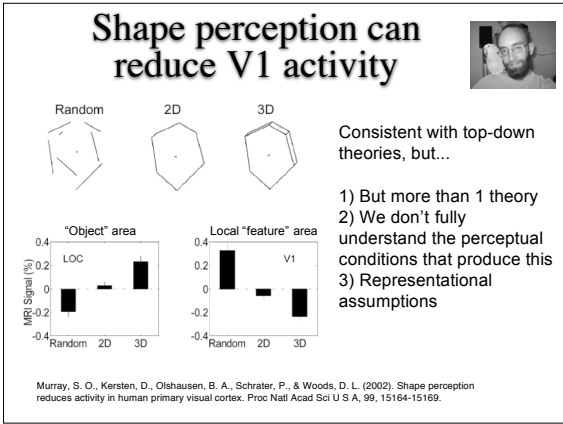 Shape perception can
reduce V1 activity
Random 2D 3D
Consistent with top-down
theories, but...
1) But more than 1 theory
2) We don't fully
understand the perceptual
conditions that produce this
3) Representational
assumptions
“Object” area
0.4
0.2
0
-0.2
-0.4
MRI Signal (%)
LOC
Random 2D 3D
Local “feature” area
0.4
0.2
0
-0.2
-0.4
V1
Random 2D 3D
Murray, S. O., Kersten, D., Olshausen, B. A., Schrater, P., & Woods, D. L. (2002). Shape perception
reduces activity in human primary visual cortex. Proc Natl Acad Sci U S A, 99, 15164-15169.